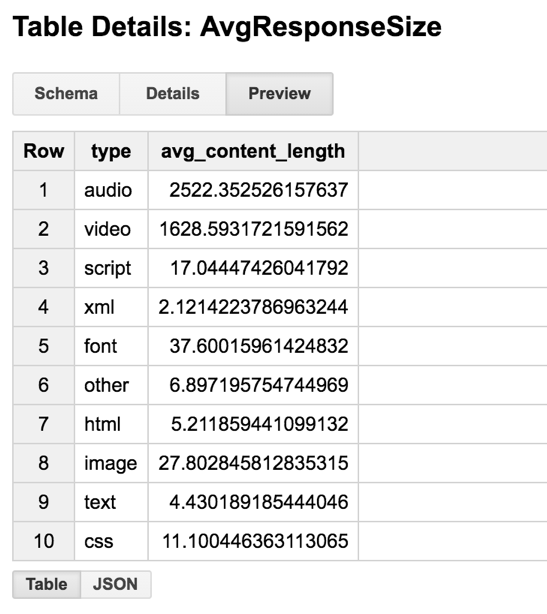 Table Details: AvgResponseSize
Schema Details Preview
Row type avg_content_length
1 audio 2522.352526157637
2 video 1628.5931721591562
3 script 17.04447426041792
4 xml 2.1214223786963244
5 font 37.60015961424832
6 other 6.897195754744969
7 html 5.211859441099132
8 image 27.802845812835315
9 text 4.430189185444046
10 css 11.100446363113065
Table JSON